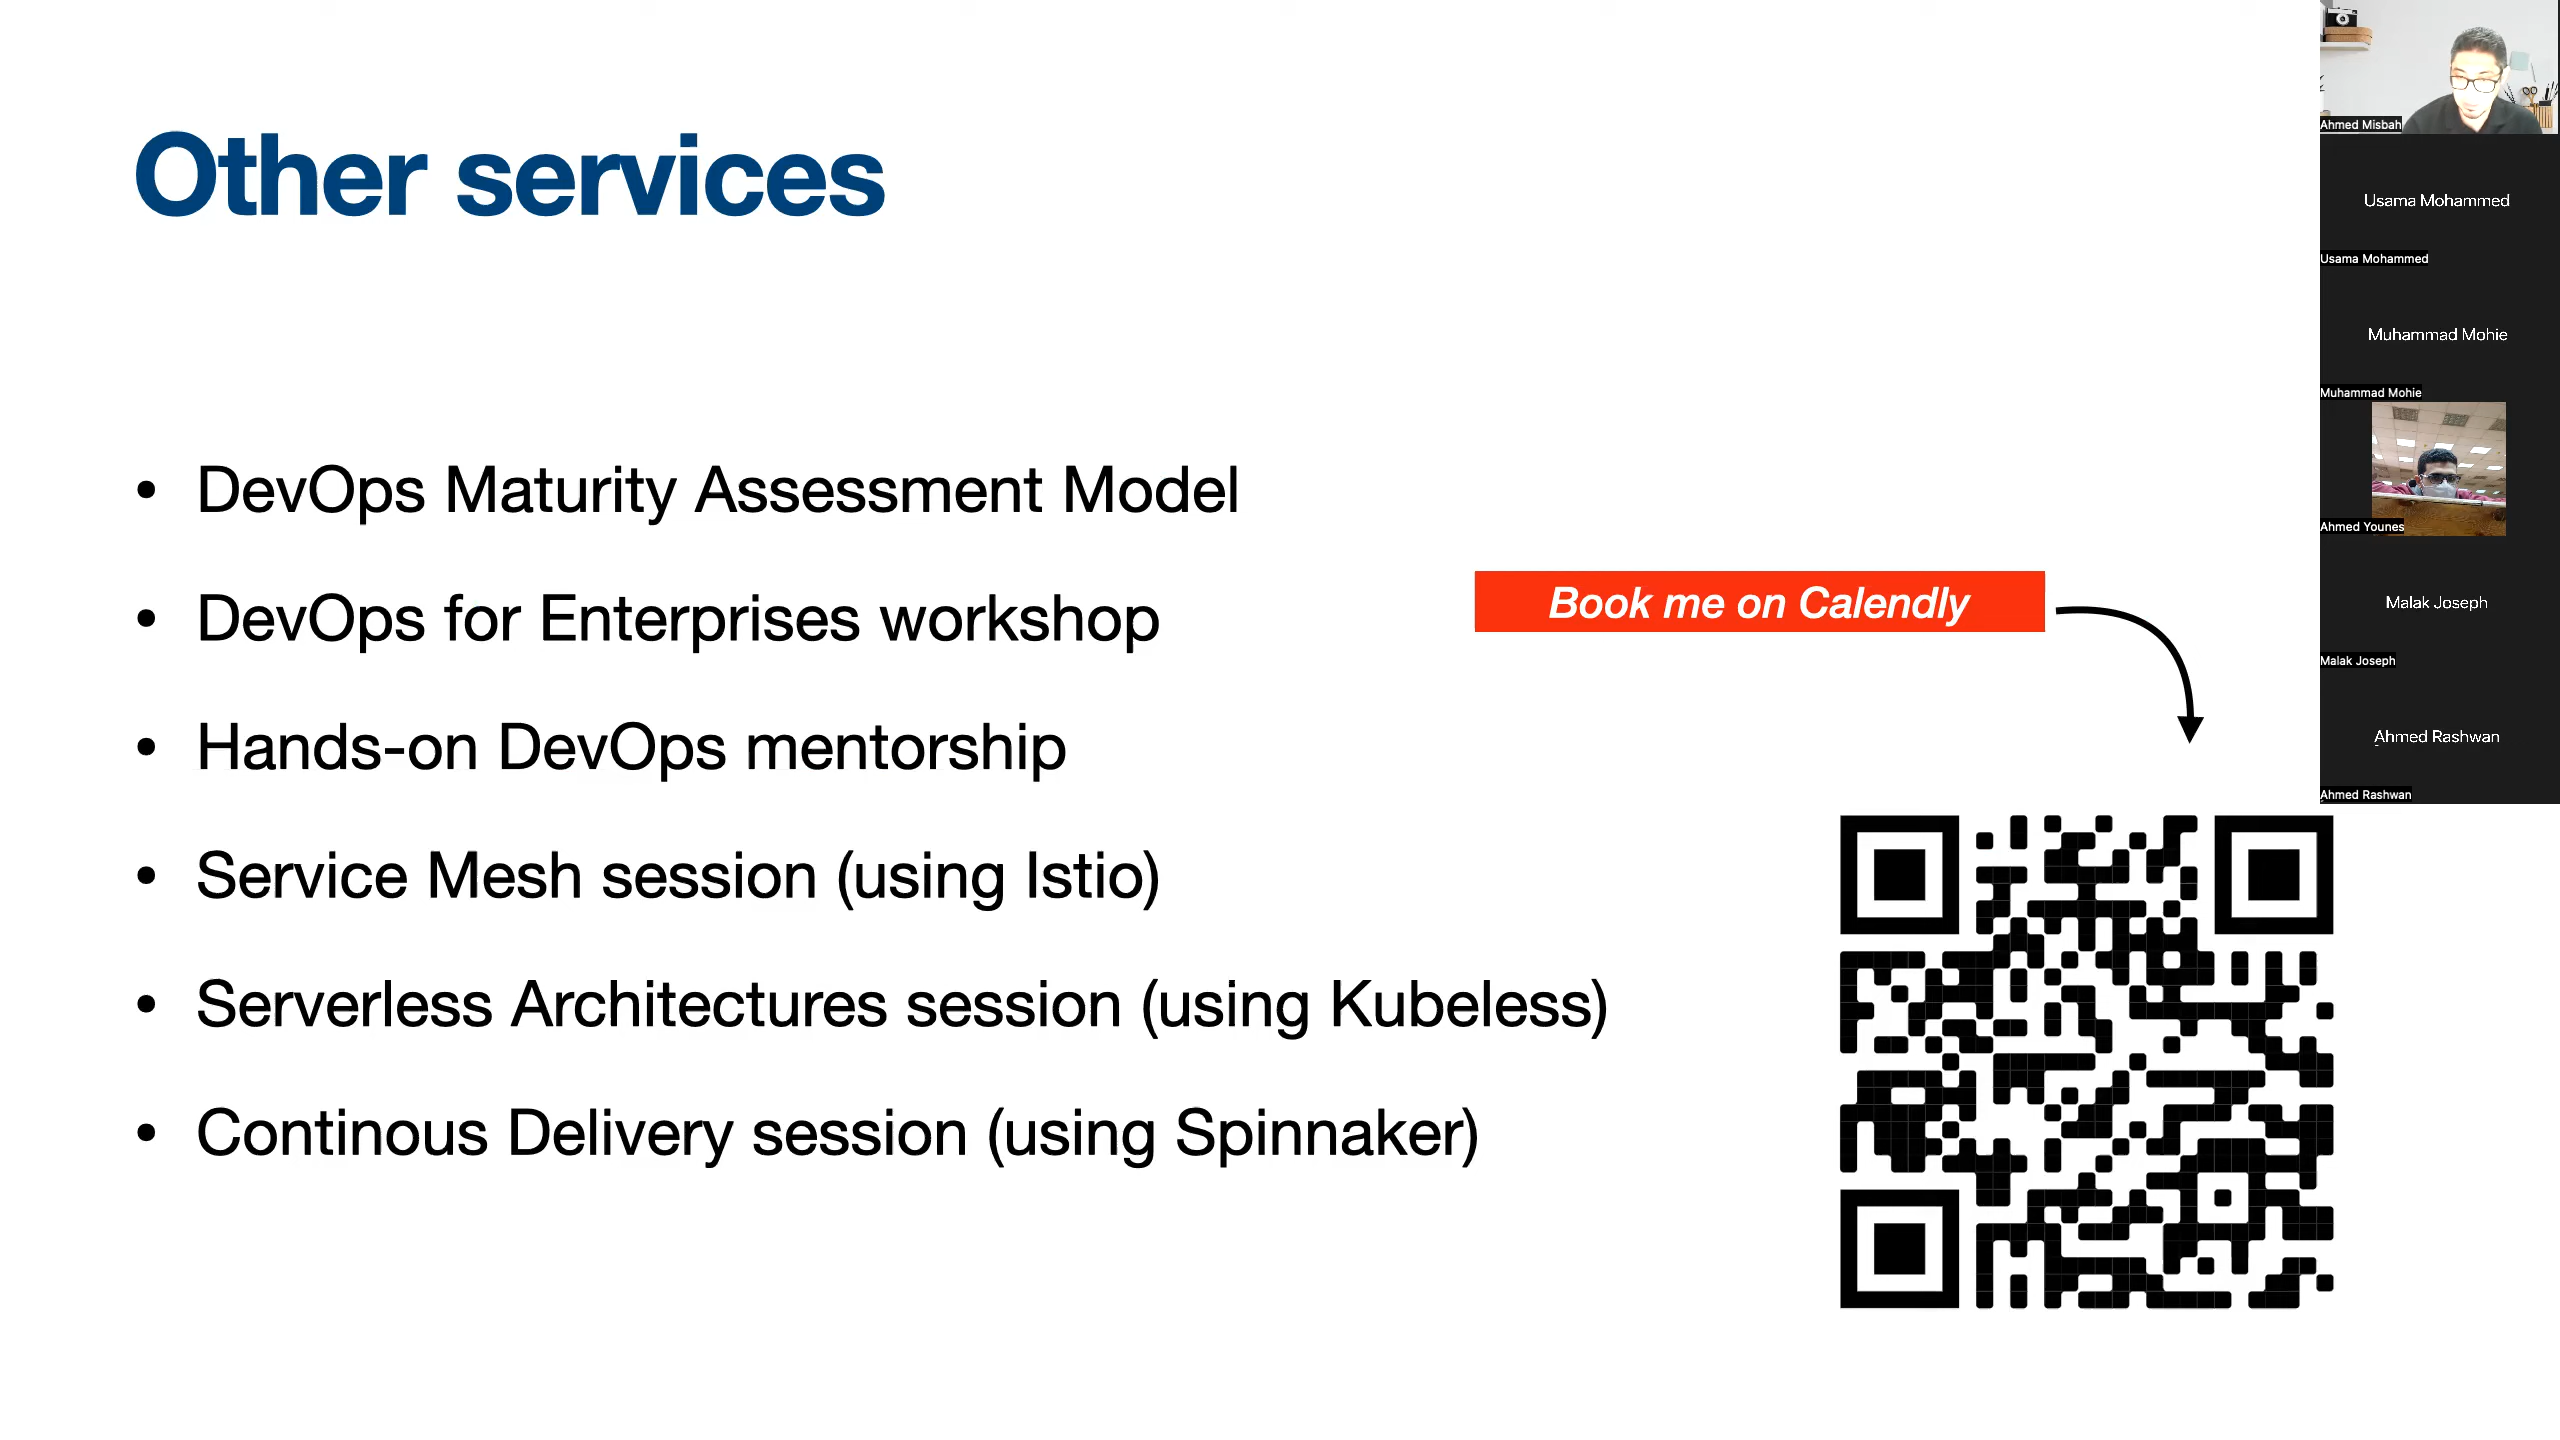 Other services
• DevOps Maturity Assessment Model
• DevOps for Enterprises workshop
• Hands-on DevOps mentorship
• Service Mesh session (using Istio)
• Serverless Architectures session (using Kubeless)
• Continous Delivery session (using Spinnaker)
Book me on Calendly
Ahmed Misbah
Usama Mohammed
Usama Mohammed
Muhammad Mohie
Muhammad Mohie
Ahmed Younes
Malak Joseph
Malak Joseph
Ahmed Rashwan
Ahmed Rashwan